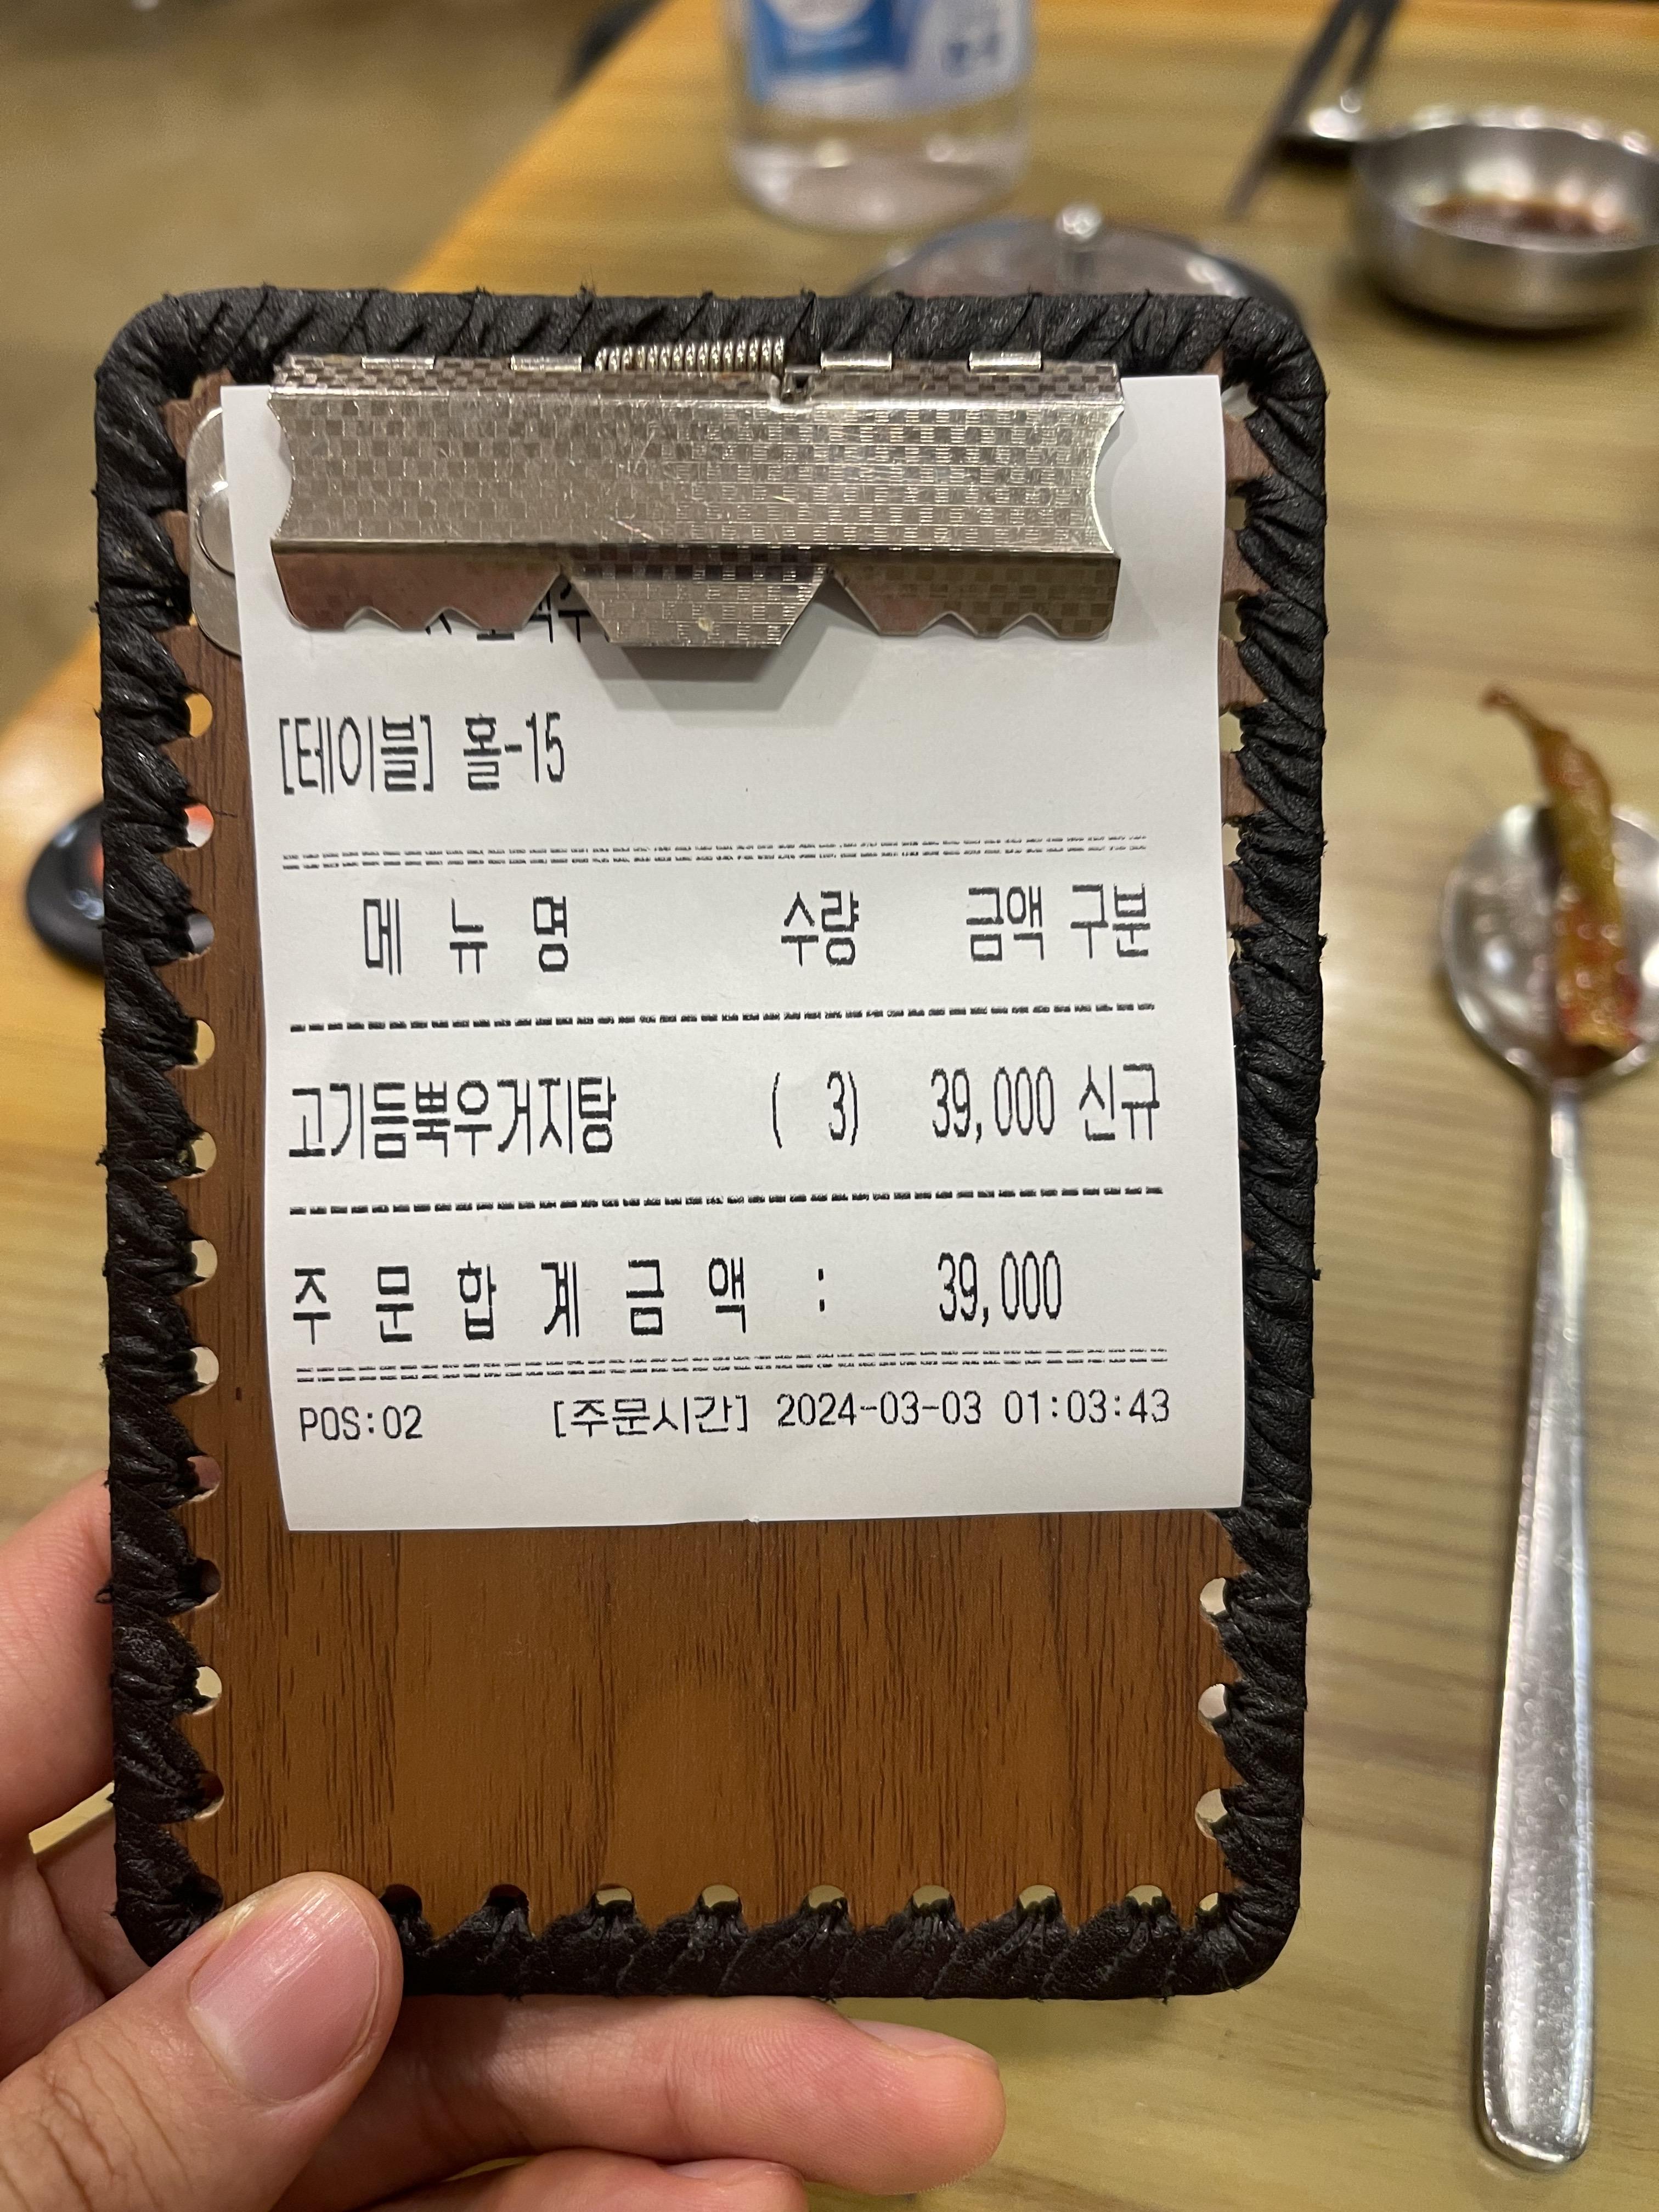 [테이블] 홀-15
메 뉴 명 수량 금액 구분
고기듬뿍우거지탕 ( 3) 39,000 신규
주 문 합 계 금 액 : 39,000
POS:02 [주문시간] 2024-03-03 01:03:43